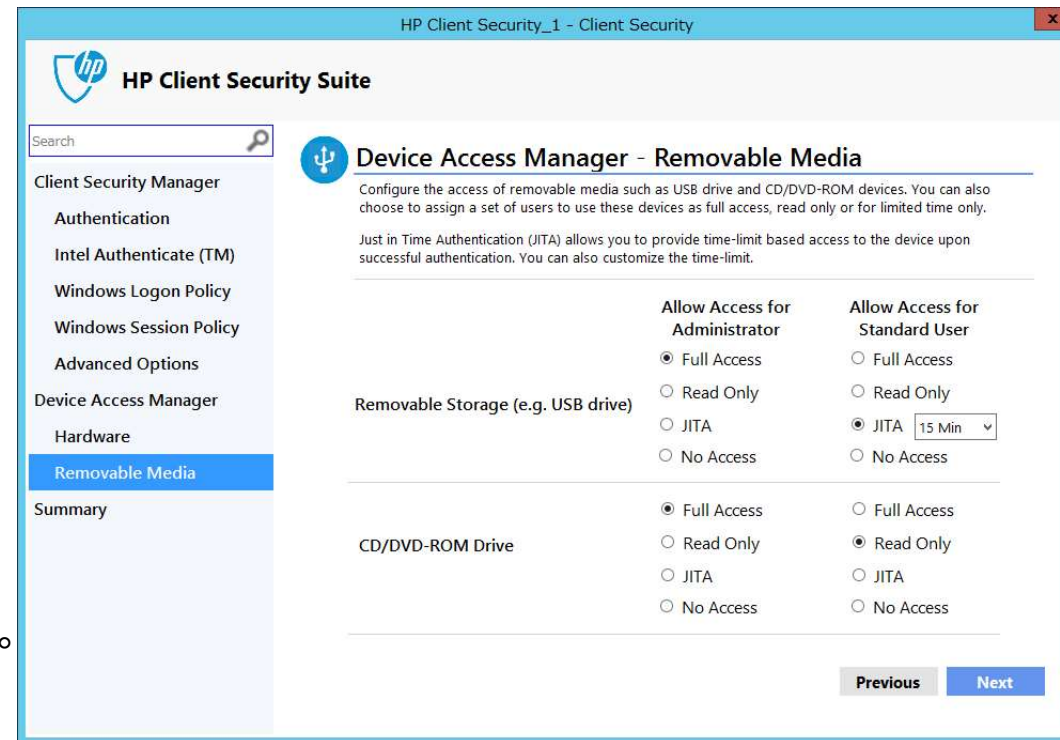 HP Client Security_1 - Client Security
x
hp
HP Client Security Suite
Search
Client Security Manager
Authentication
Intel Authenticate (TM)
Windows Logon Policy
Windows Session Policy
Advanced Options
Device Access Manager
Hardware
Removable Media
Summary
Device Access Manager - Removable Media
Configure the access of removable media such as USB drive and CD/DVD-ROM devices. You can also
choose to assign a set of users to use these devices as full access, read only or for limited time only.
Just in Time Authentication (JITA) allows you to provide time-limit based access to the device upon
successful authentication. You can also customize the time-limit.
Allow Access for
Administrator
Allow Access for
Standard User
Removable Storage (e.g. USB drive)
Full Access
Read Only
JITA
No Access
Full Access
Read Only
JITA 15 Min
No Access
CD/DVD-ROM Drive
Full Access
Read Only
JITA
No Access
Full Access
Read Only
JITA
No Access
Previous
Next